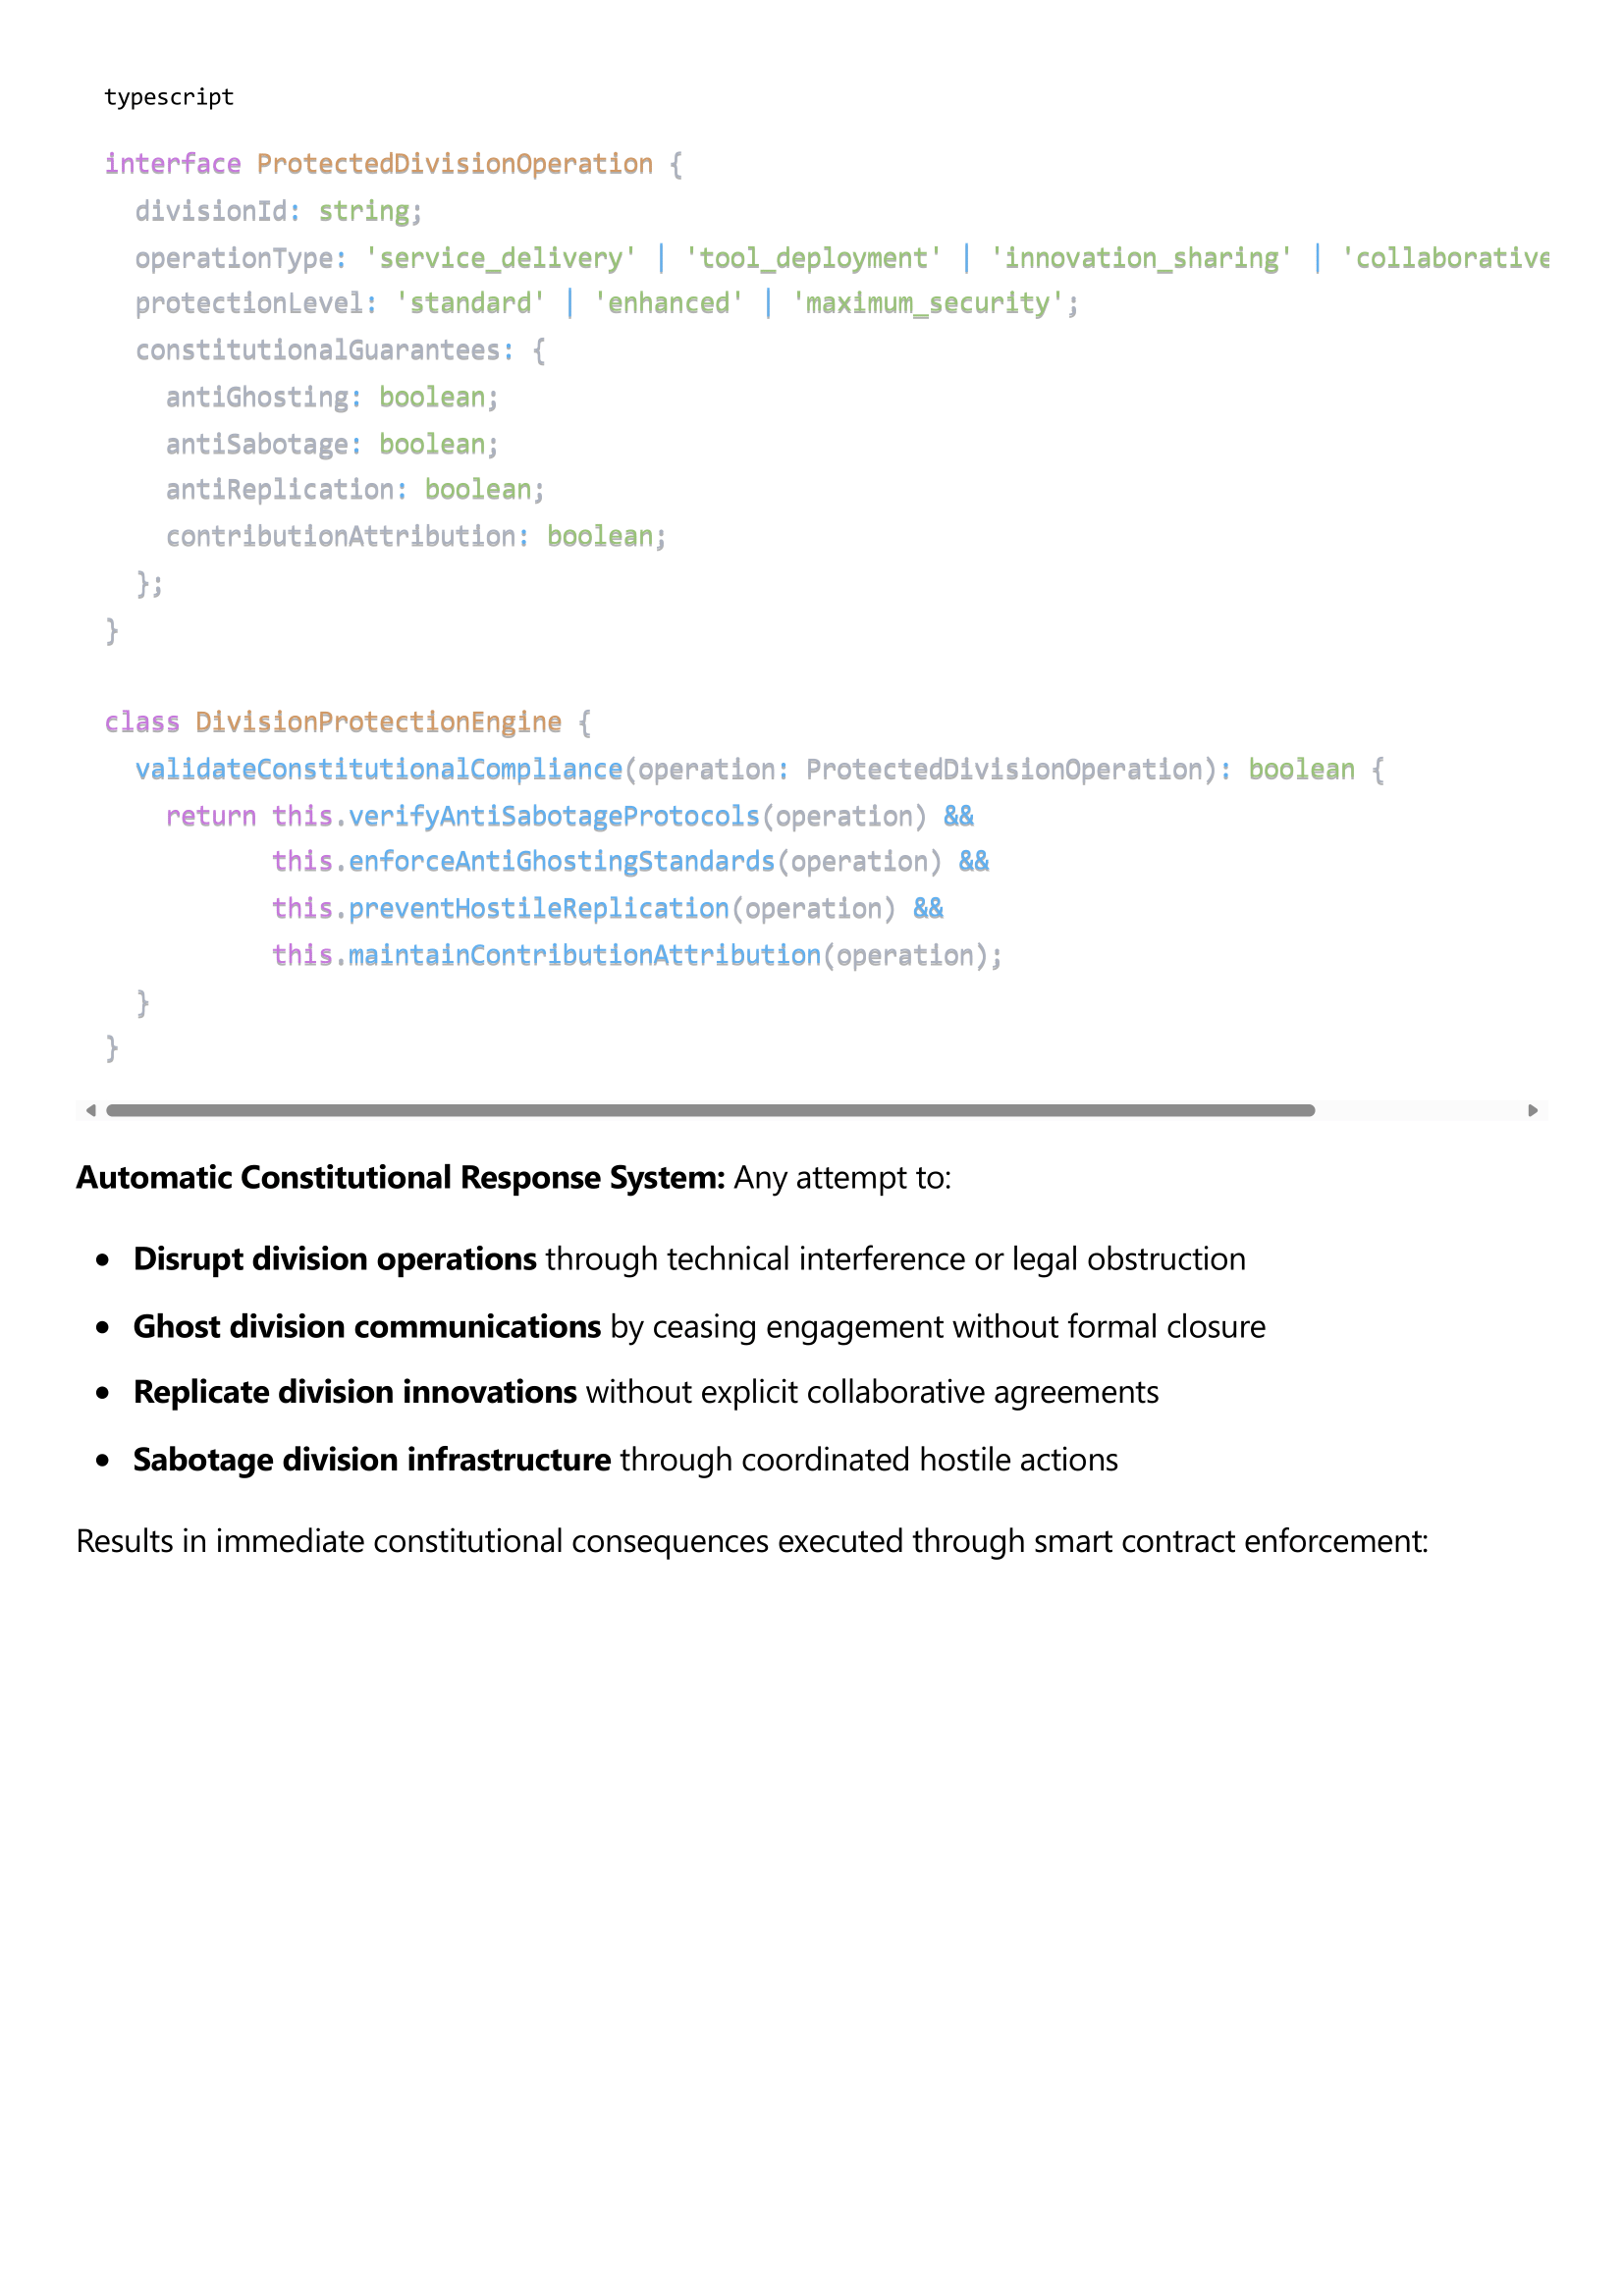 typescript
interface ProtectedDivisionOperation {
  divisionId: string;
  operationType: 'service_delivery' | 'tool_deployment' | 'innovation_sharing' | 'collaborative
  protectionLevel: 'standard' | 'enhanced' | 'maximum_security';
  constitutionalGuarantees: {
    antiGhosting: boolean;
    antiSabotage: boolean;
    antiReplication: boolean;
    contributionAttribution: boolean;
  };
}
class DivisionProtectionEngine {
  validateConstitutionalCompliance(operation: ProtectedDivisionOperation): boolean {
    return this.verifyAntiSabotageProtocols(operation) &&
           this.enforceAntiGhostingStandards(operation) &&
           this.preventHostileReplication(operation) &&
           this.maintainContributionAttribution(operation);
  }
}
Automatic Constitutional Response System: Any attempt to:
• Disrupt division operations through technical interference or legal obstruction
• Ghost division communications by ceasing engagement without formal closure
• Replicate division innovations without explicit collaborative agreements
• Sabotage division infrastructure through coordinated hostile actions
Results in immediate constitutional consequences executed through smart contract enforcement: